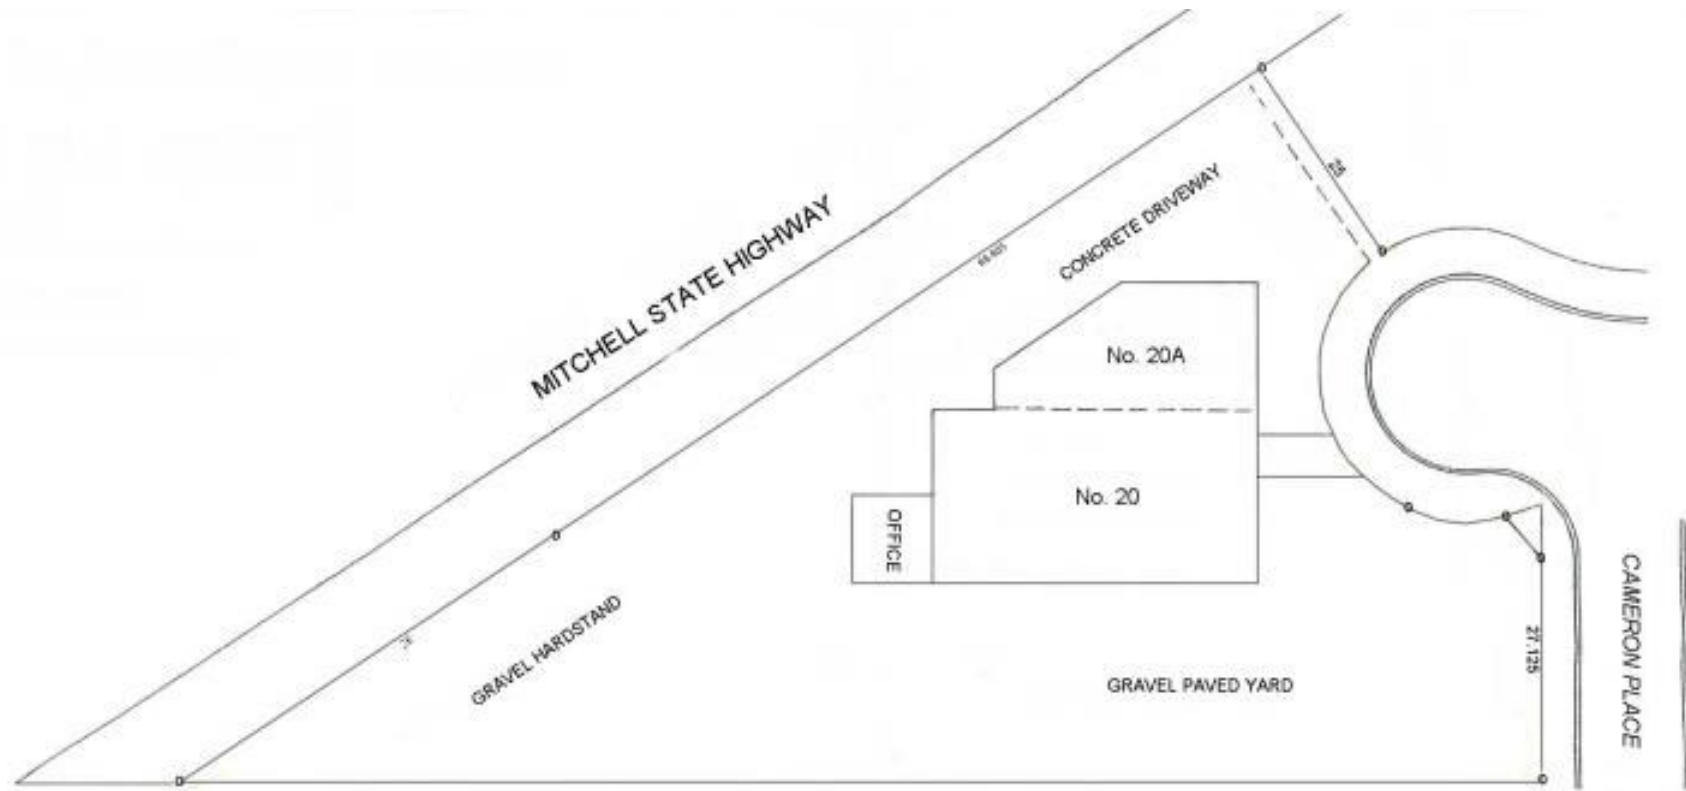 MITCHELL STATE HIGHWAY
CONCRETE DRIVEWAY
No. 20A
No. 20
OFFICE
GRAVEL HARDSTAND
GRAVEL PAVED YARD
27.125
CAMERON PLACE